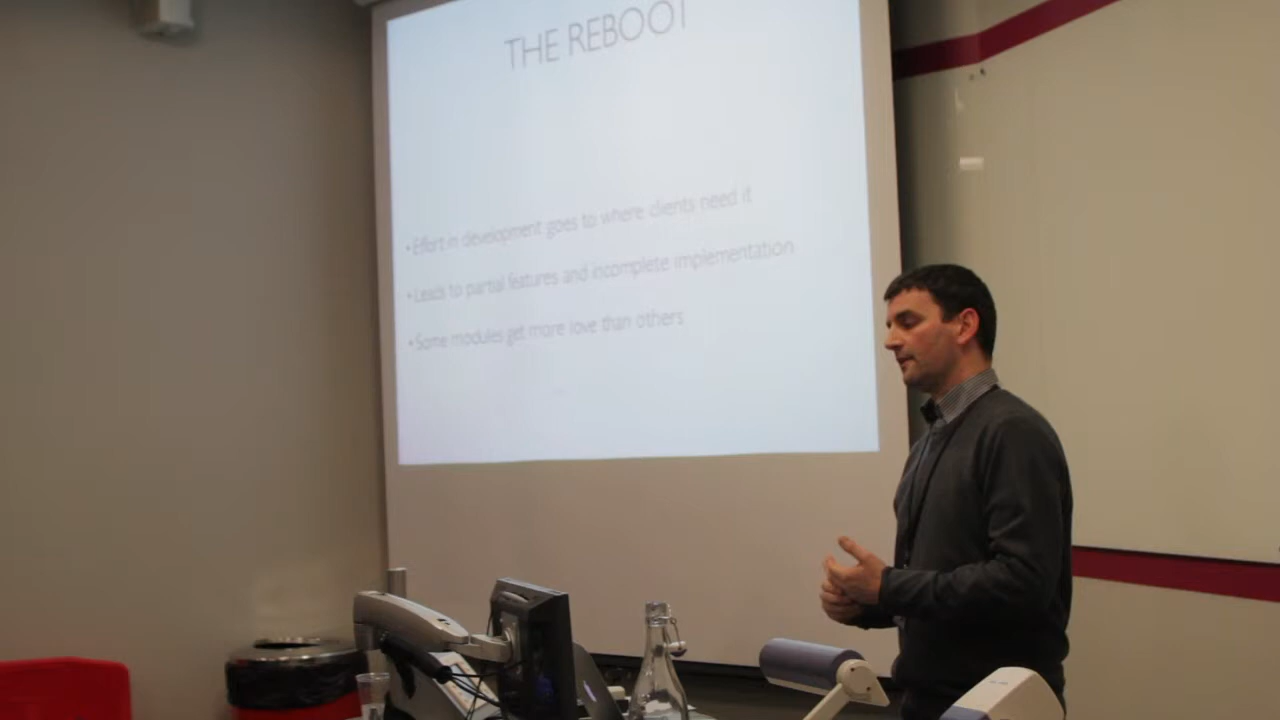 THE REBOOT
• Effort in development goes to where clients need it
• Leads to partial features and incomplete implementation
• Some modules get more love than others